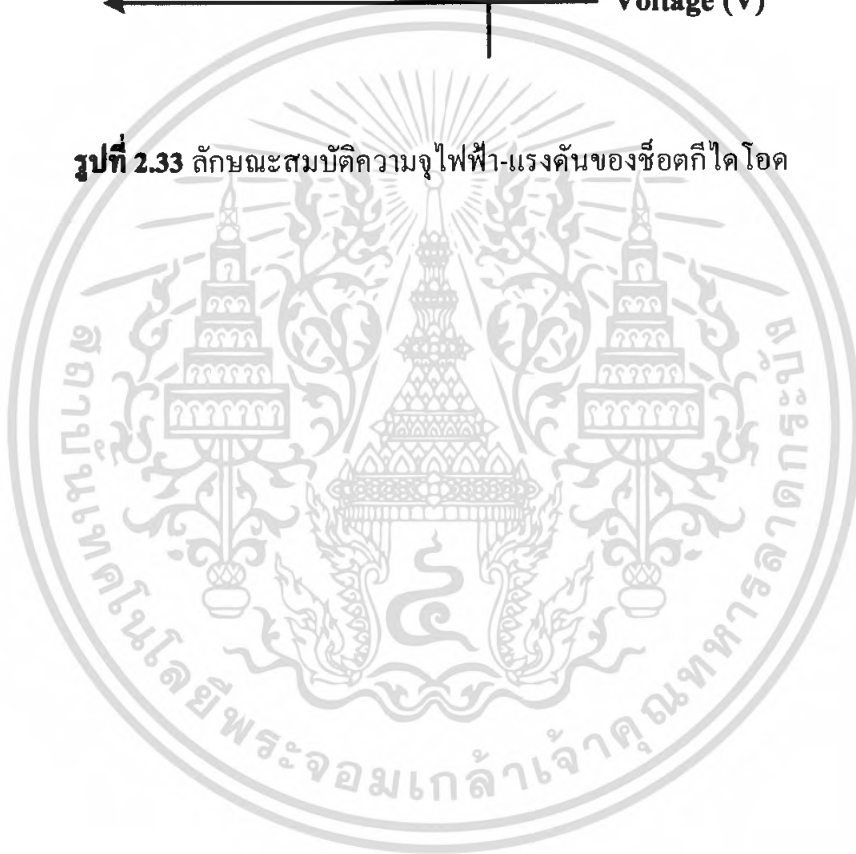 Voltage (V)
รูปที่ 2.33 ลักษณะสมบัติความจุไฟฟ้า-แรงดันของช็อตกีไดโอด
สถาบันเทคโนโลยีพระจอมเกล้าเจ้าคุณทหารลาดกระบัง